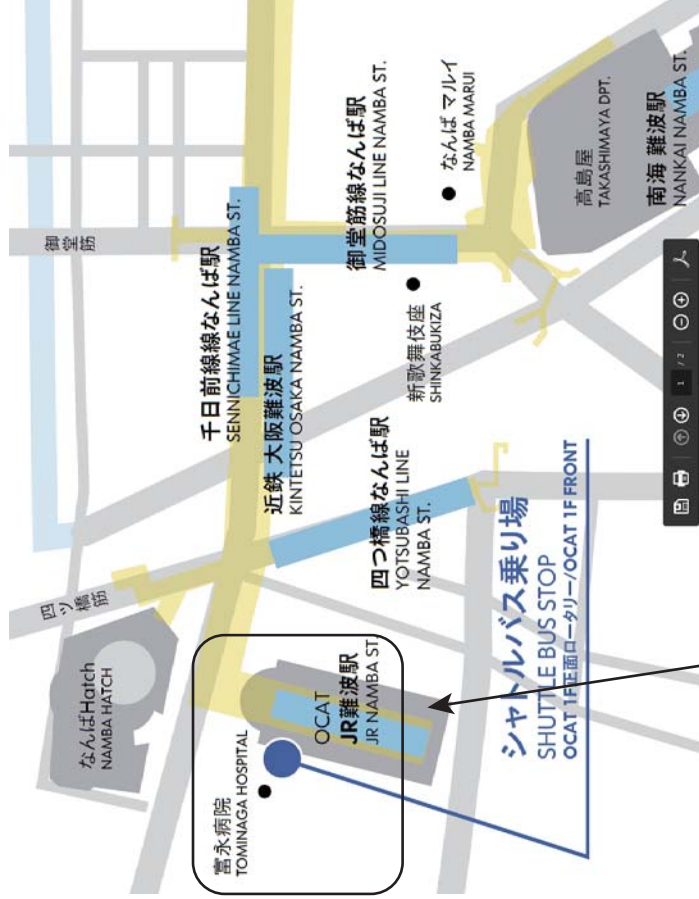 御堂筋
四ツ橋筋
なんばHatch
NAMBA HATCH
千日前線線なんば駅
SENNICHIMAE LINE NAMBA ST.
近鉄 大阪難波駅
KINTETSU OSAKA NAMBA ST.
御堂筋線なんば駅
MIDOSUJI LINE NAMBA ST.
なんば マルイ
NAMBA MARUI
新歌舞伎座
SHINKABUKIZA
高島屋
TAKASHIMAYA DPT.
南海 難波駅
NANKAI NAMBA ST.
四つ橋線なんば駅
YOTSUBASHI LINE
NAMBA ST.
富永病院
TOMINAGA HOSPITAL
OCAT
JR難波駅
JR NAMBA ST.
シャトルバス乗り場
SHUTTLE BUS STOP
OCAT 1F正面ロータリー/OCAT 1F FRONT
1 / 2